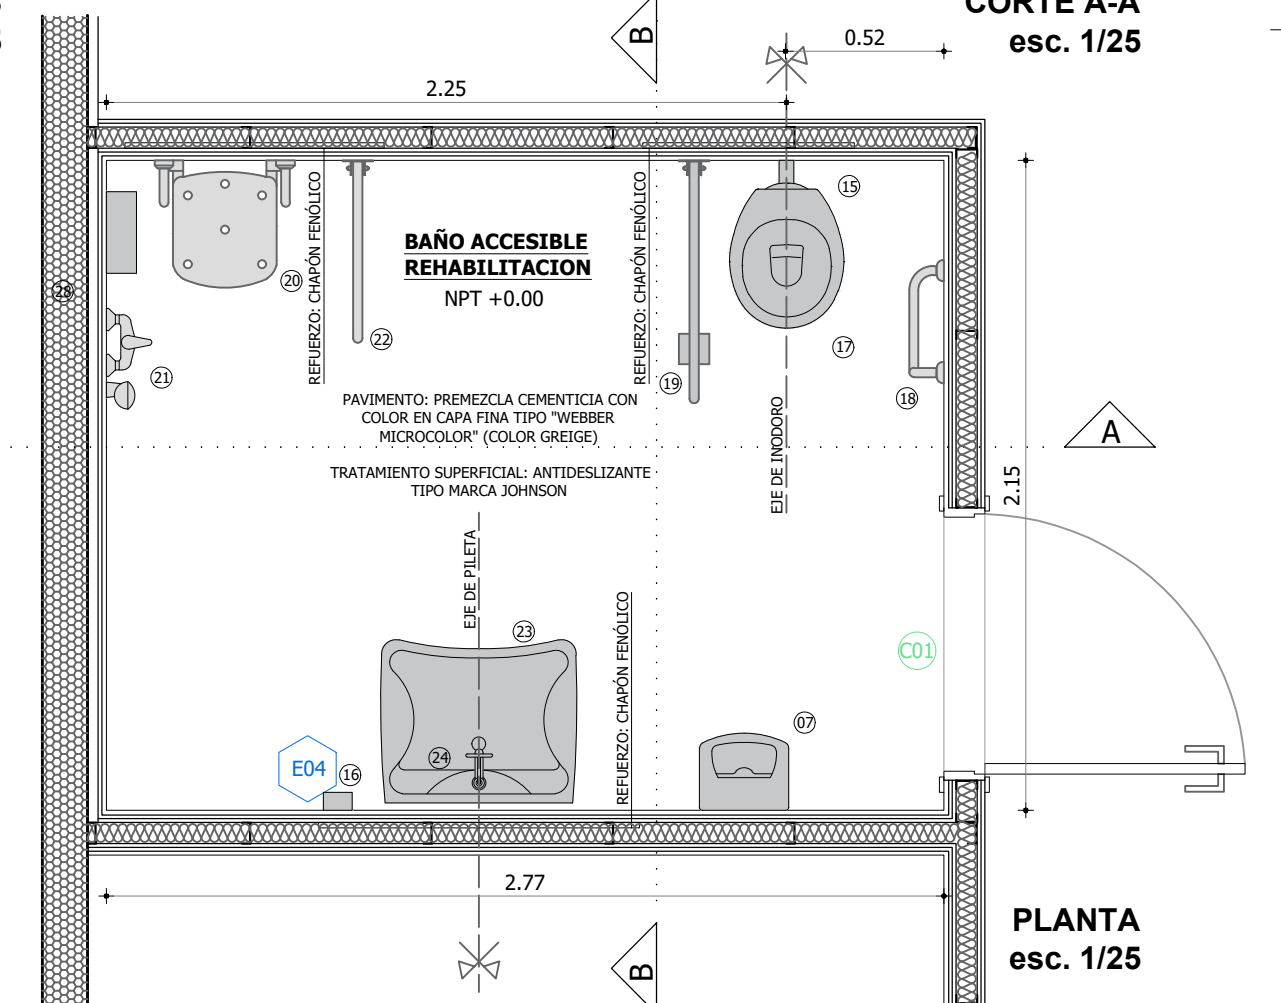 CORTE A-A
esc. 1/25
B
0.52
2.25
15
REFUERZO: CHAPÓN FENÓLICO
REFUERZO: CHAPÓN FENÓLICO
BAÑO ACCESIBLE
REHABILITACION
NPT +0.00
20
28
22
17
21
19
18
PAVIMENTO: PREMEZCLA CEMENTICIA CON
COLOR EN CAPA FINA TIPO "WEBBER
MICROCOLOR" (COLOR GREIGE)
EJE DE INODORO
A
TRATAMIENTO SUPERFICIAL: ANTIDESLIZANTE
TIPO MARCA JOHNSON
2.15
EJE DE PILETA
23
REFUERZO: CHAPÓN FENÓLICO
C01
07
24
E04
16
2.77
PLANTA
esc. 1/25
B